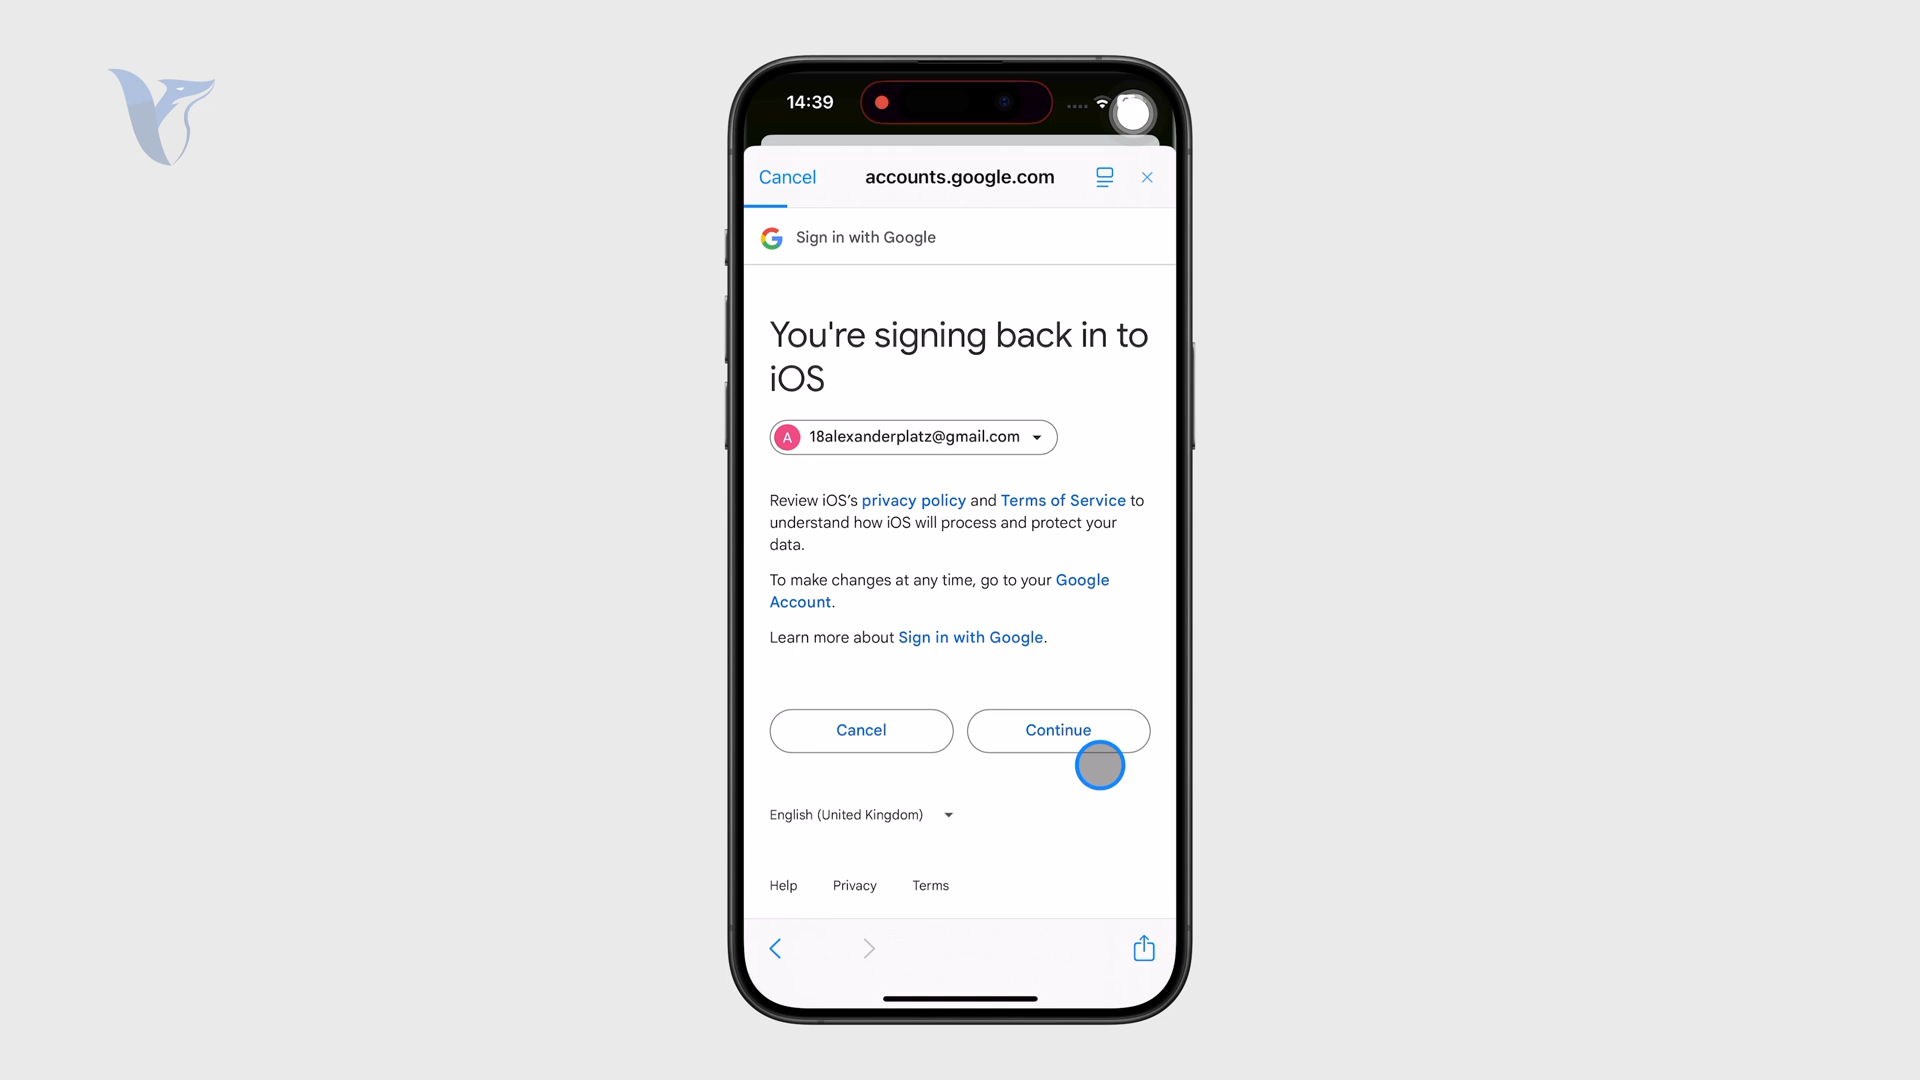 14:39
Cancel accounts.google.com
Sign in with Google
You're signing back in to
iOS
A 18alexanderplatz@gmail.com
Review iOS’s privacy policy and Terms of Service to
understand how iOS will process and protect your
data.
To make changes at any time, go to your Google
Account.
Learn more about Sign in with Google.
Cancel Continue
English (United Kingdom)
Help Privacy Terms